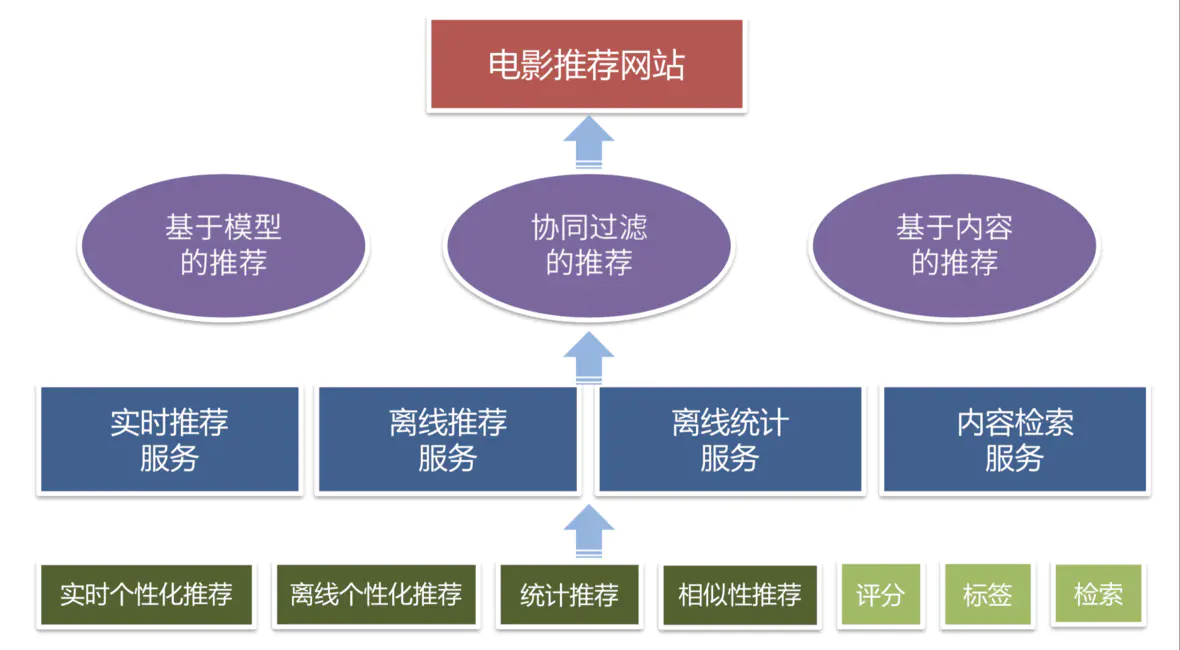 电影推荐网站
基于模型
的推荐
协同过滤
的推荐
基于内容
的推荐
实时推荐
服务
离线推荐
服务
离线统计
服务
内容检索
服务
实时个性化推荐
离线个性化推荐
统计推荐
相似性推荐
评分
标签
检索